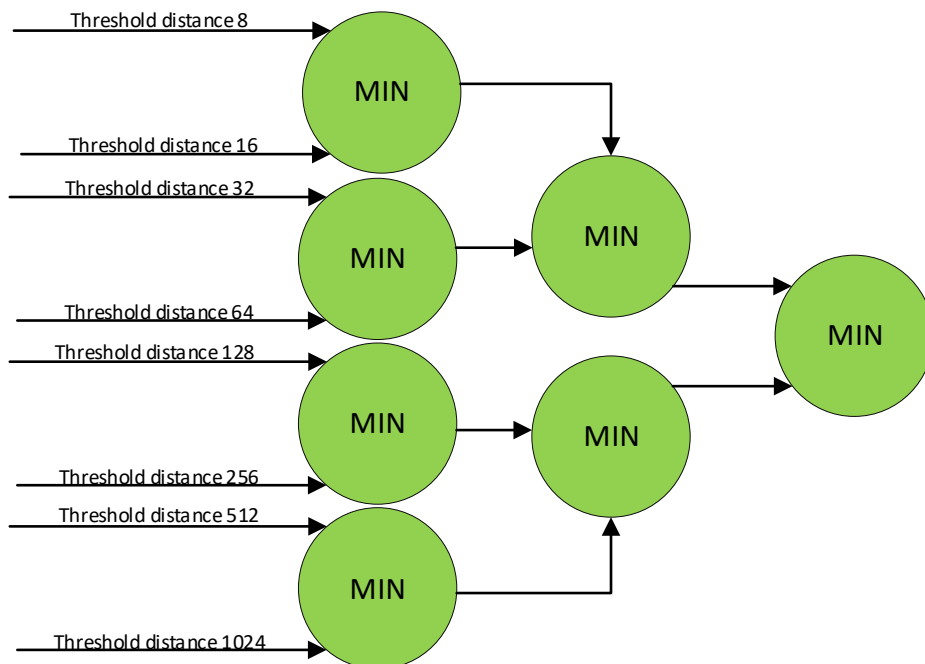 Threshold distance 8
MIN
Threshold distance 16
Threshold distance 32
MIN
MIN
Threshold distance 64
MIN
Threshold distance 128
MIN
MIN
Threshold distance 256
Threshold distance 512
MIN
Threshold distance 1024